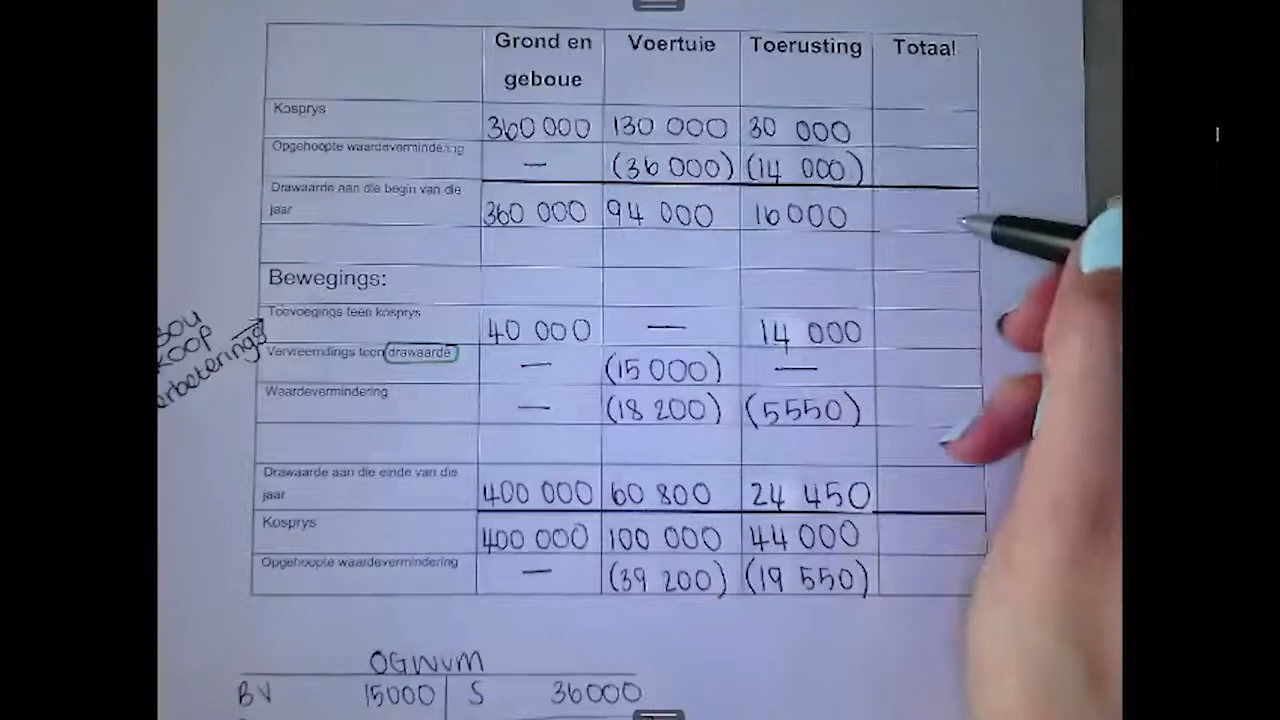 Grond en geboue Voertuie Toerusting Totaal
Kosprys 360 000 130 000 30 000
Opgehoopte waardevermindering — (36 000) (14 000)
Drawaarde aan die begin van die jaar 360 000 94 000 16 000
Bewegings:
Toevoegings teen kosprys 40 000 — 14 000
Vervreemdings teen drawaarde — (15 000) —
Waardevermindering — (18 200) (5550)
Drawaarde aan die einde van die jaar 400 000 60 800 24 450
Kosprys 400 000 100 000 44 000
Opgehoopte waardevermindering — (39 200) (19 550)
OGWVM
BV 15000 S 36000